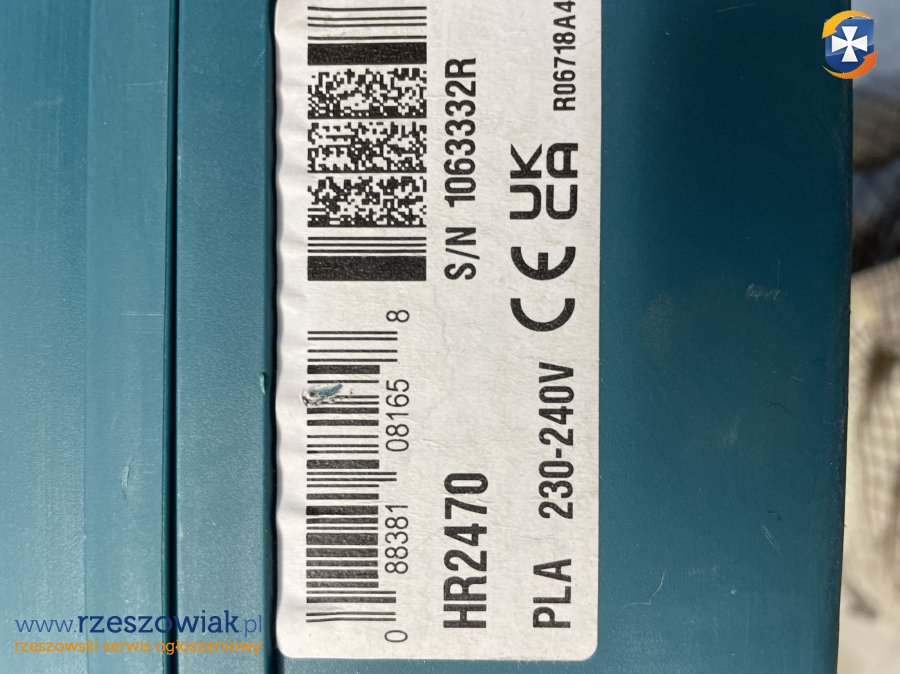 0 88381 08165 8
HR2470
PLA 230-240V CE UK CA
S/N 1063332R
R06718A4
www.rzeszowiak.pl
rzeszowski serwis ogłoszeniowy